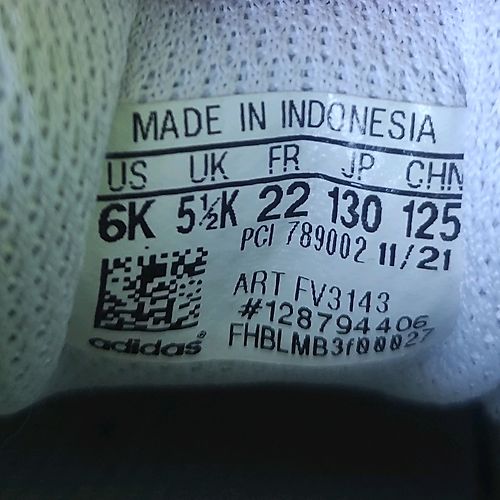 MADE IN INDONESIA
US UK FR JP CHN
6K 5½K 22 130 125
PCI 789002 11/21
ART FV3143
#128794406
FHBLMB3f00027
adidas®